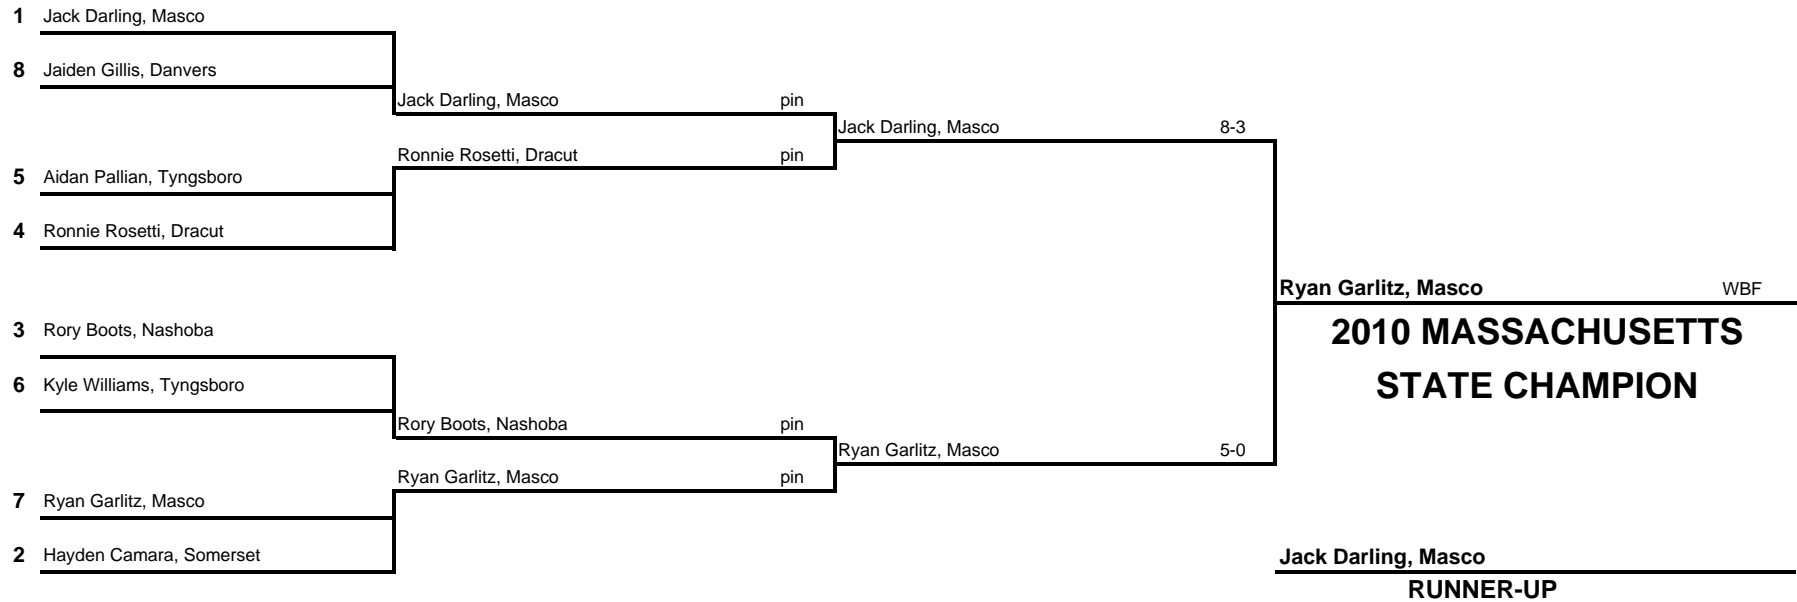 1 Jack Darling, Masco
8 Jaiden Gillis, Danvers
Jack Darling, Masco pin
Jack Darling, Masco 8-3
Ronnie Rosetti, Dracut pin
5 Aidan Pallian, Tyngsboro
4 Ronnie Rosetti, Dracut
Ryan Garlitz, Masco WBF
2010 MASSACHUSETTS
STATE CHAMPION
3 Rory Boots, Nashoba
6 Kyle Williams, Tyngsboro
Rory Boots, Nashoba pin
Ryan Garlitz, Masco 5-0
Ryan Garlitz, Masco pin
7 Ryan Garlitz, Masco
2 Hayden Camara, Somerset
Jack Darling, Masco
RUNNER-UP